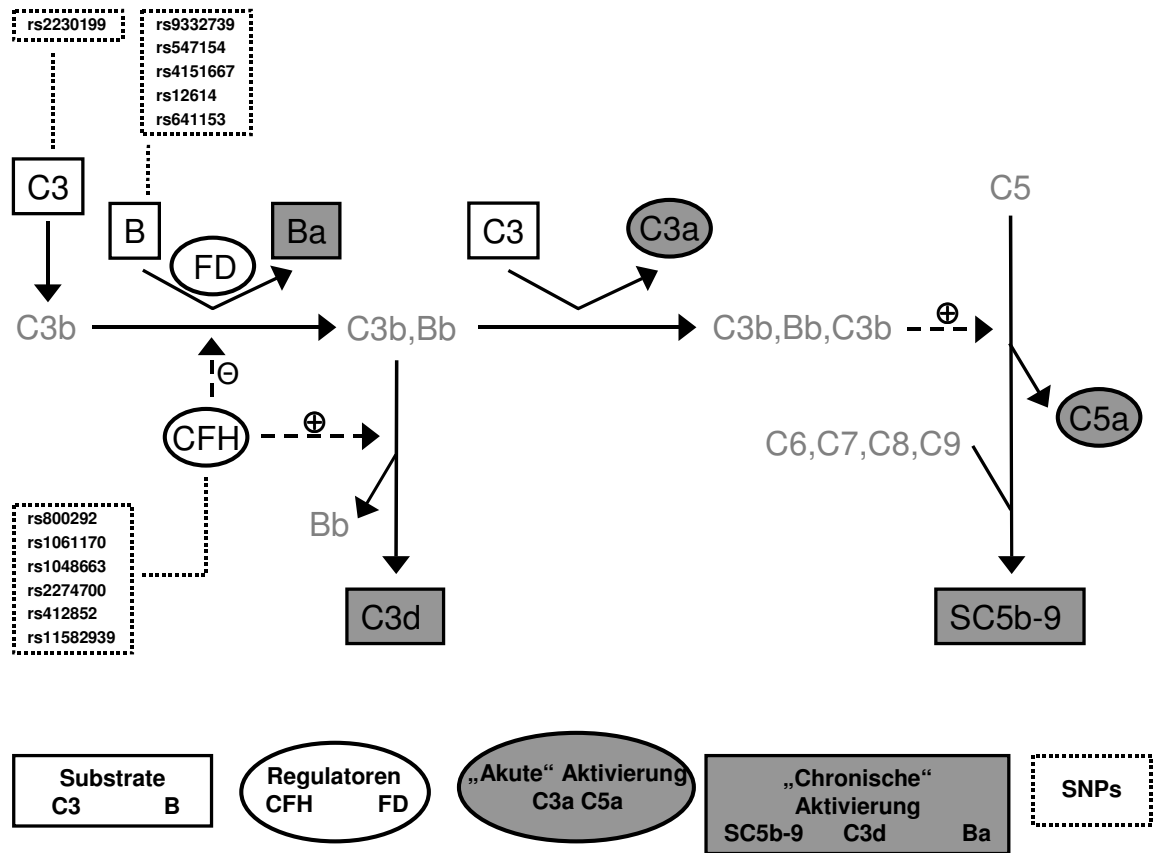 rs2230199
rs9332739
rs547154
rs4151667
rs12614
rs641153
C3
B
FD
Ba
C3
C3a
C5
C3b
C3b,Bb
C3b,Bb,C3b
⊕
⊖
CFH
⊕
C5a
C6,C7,C8,C9
Bb
rs800292
rs1061170
rs1048663
rs2274700
rs412852
rs11582939
C3d
SC5b-9
Substrate
C3 B
Regulatoren
CFH FD
„Akute“ Aktivierung
C3a C5a
„Chronische“
Aktivierung
SC5b-9 C3d Ba
SNPs